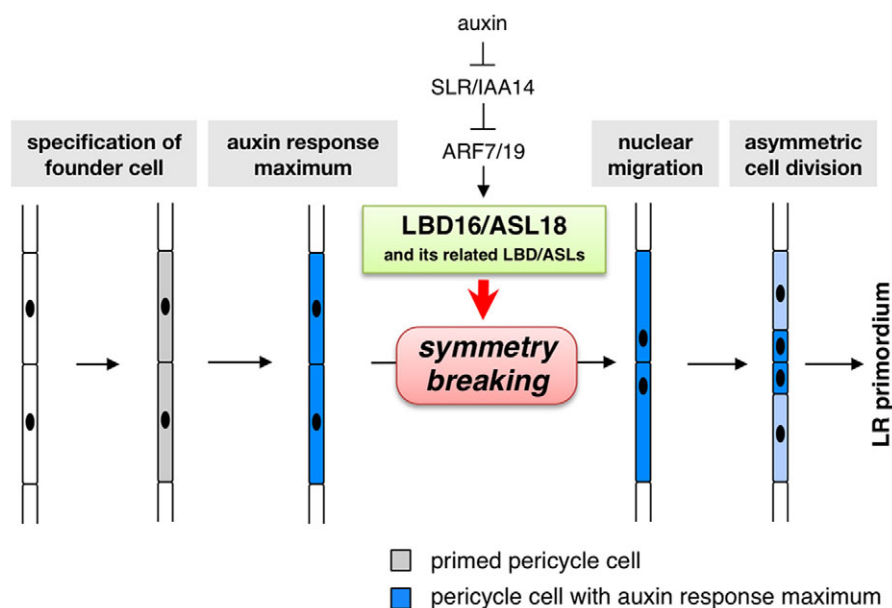 auxin
SLR/IAA14
ARF7/19
specification of
founder cell
auxin response
maximum
nuclear
migration
asymmetric
cell division
LBD16/ASL18
and its related LBD/ASLs
symmetry
breaking
LR primordium
primed pericycle cell
pericycle cell with auxin response maximum